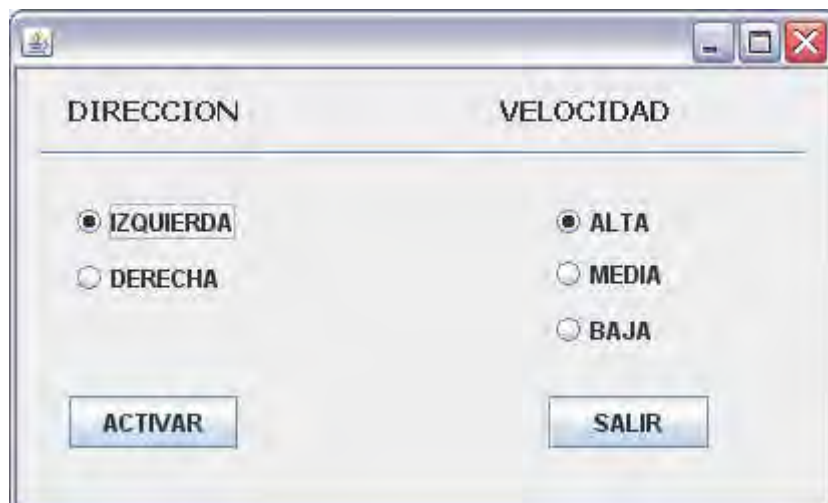 DIRECCION VELOCIDAD
IZQUIERDA ALTA
DERECHA MEDIA
BAJA
ACTIVAR SALIR